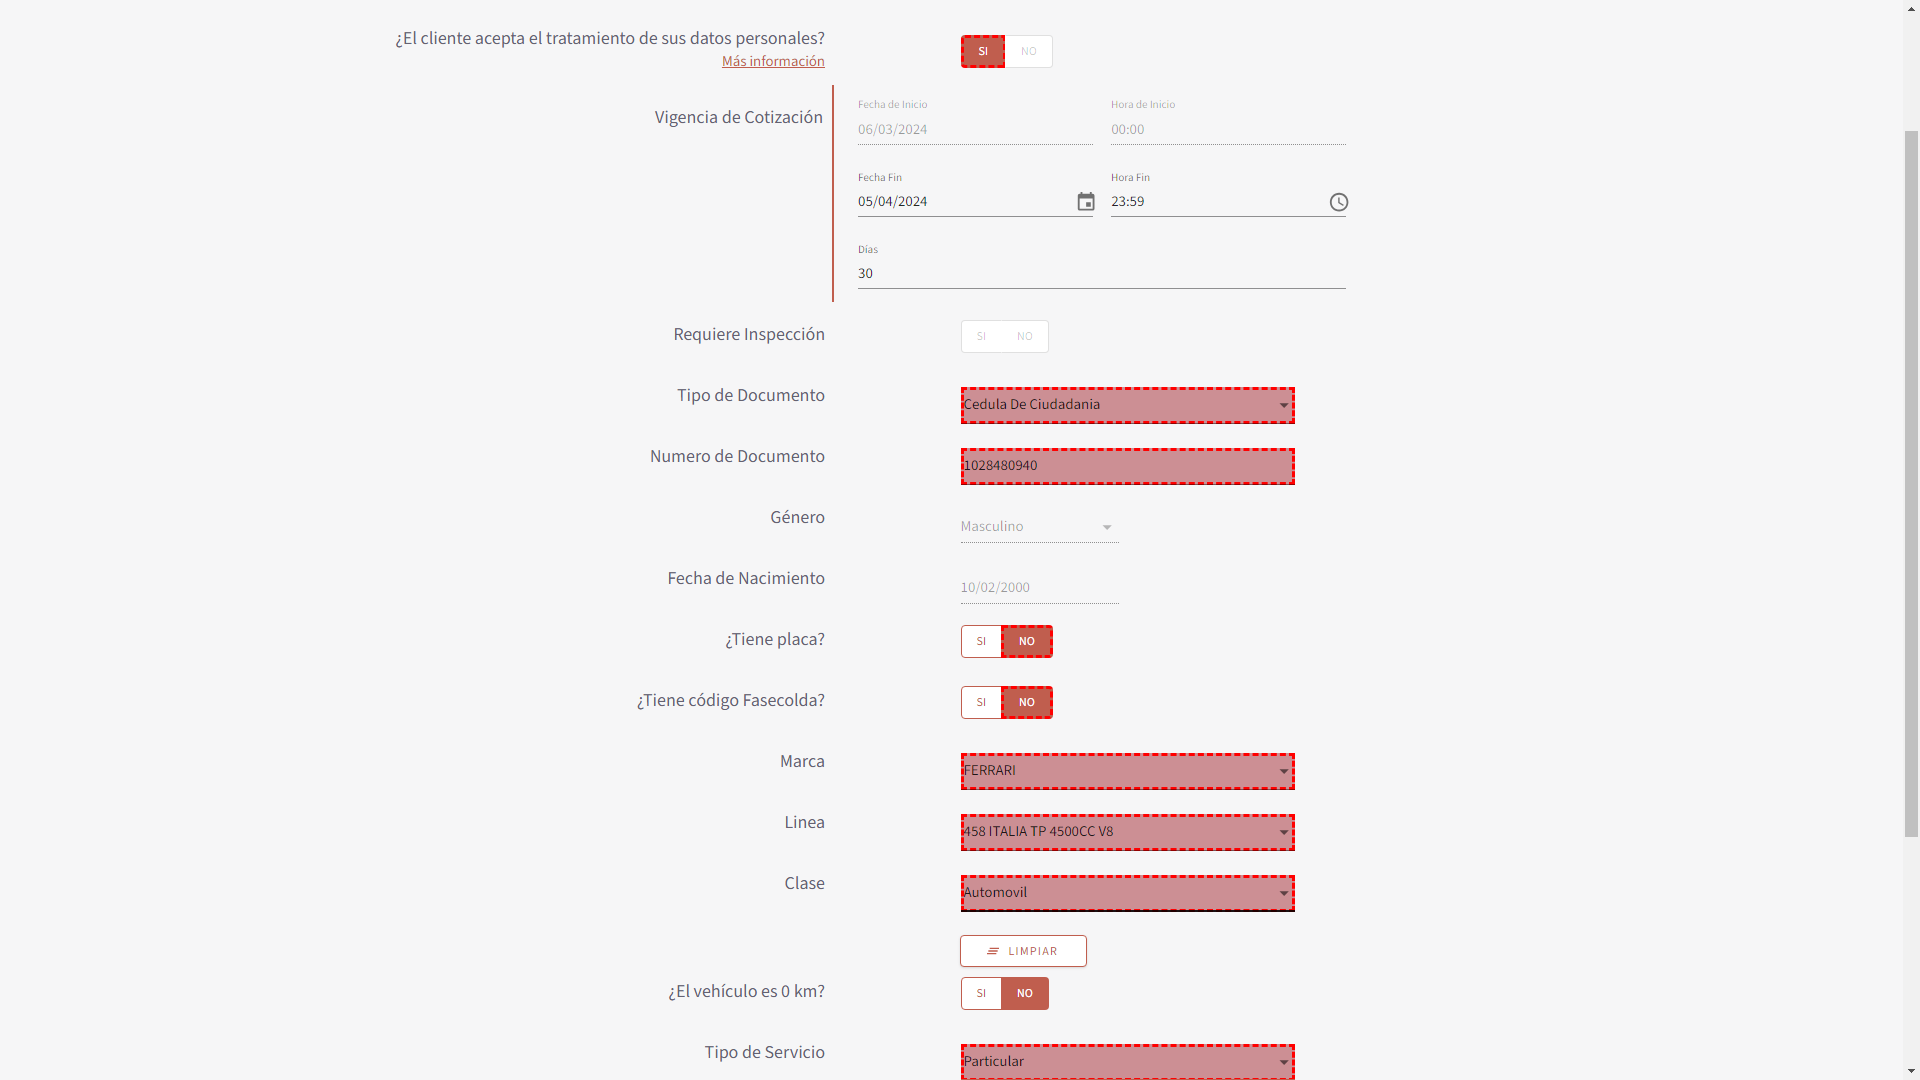 ¿El cliente acepta el tratamiento de sus datos personales?
Más información
SI NO
Vigencia de Cotización
Fecha de Inicio Hora de Inicio
06/03/2024 00:00
Fecha Fin Hora Fin
05/04/2024 23:59
Días
30
Requiere Inspección SI NO
Tipo de Documento Cedula De Ciudadania
Numero de Documento 1028480940
Género Masculino
Fecha de Nacimiento 10/02/2000
¿Tiene placa? SI NO
¿Tiene código Fasecolda? SI NO
Marca FERRARI
Linea 458 ITALIA TP 4500CC V8
Clase Automovil
LIMPIAR
¿El vehículo es 0 km? SI NO
Tipo de Servicio Particular